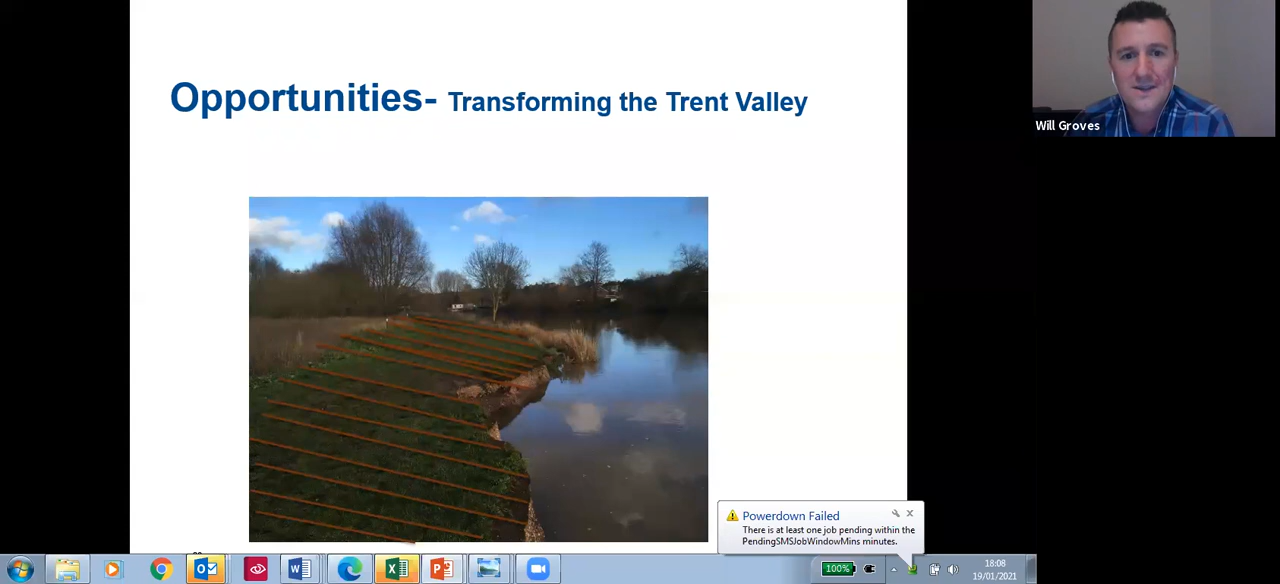 Opportunities- Transforming the Trent Valley
Will Groves
Powerdown Failed
There is at least one job pending within the
PendingSMSJobWindowMins minutes.
100%
18:08
19/01/2021